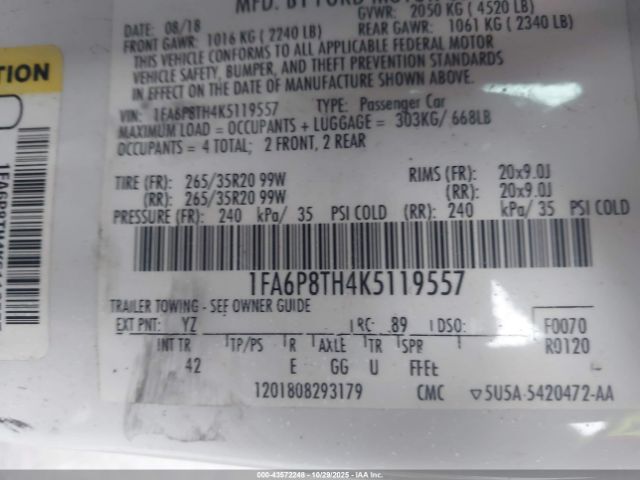 MFD. BY FORD MOTOR
DATE: 08/18 GVWR: 2050 KG ( 4520 LB)
FRONT GAWR: 1016 KG ( 2240 LB) REAR GAWR: 1061 KG ( 2340 LB)
THIS VEHICLE CONFORMS TO ALL APPLICABLE FEDERAL MOTOR
VEHICLE SAFETY, BUMPER, AND THEFT PREVENTION STANDARDS
IN EFFECT ON THE DATE OF MANUFACTURE SHOWN ABOVE.
VIN: 1FA6P8TH4K5119557 TYPE: Passenger Car
MAXIMUM LOAD = OCCUPANTS + LUGGAGE = 303KG/ 668LB
OCCUPANTS = 4 TOTAL; 2 FRONT, 2 REAR
TIRE (FR): 265/35R20 99W RIMS (FR): 20x9.0J
(RR): 265/35R20 99W (RR): 20x9.0J
PRESSURE (FR): 240 kPa/ 35 PSI COLD (RR): 240 kPa/ 35 PSI COLD
1FA6P8TH4K5119557
TRAILER TOWING - SEE OWNER GUIDE
EXT PNT: YZ RC: 89 DSO: F0070
R0120
INT TR TP/PS R AXLE TR SPR
42 E GG U FFFE
1201808293179 CMC ▽5U5A-5420472-AA
000-43572248 - 10/29/2025 - IAA Inc.